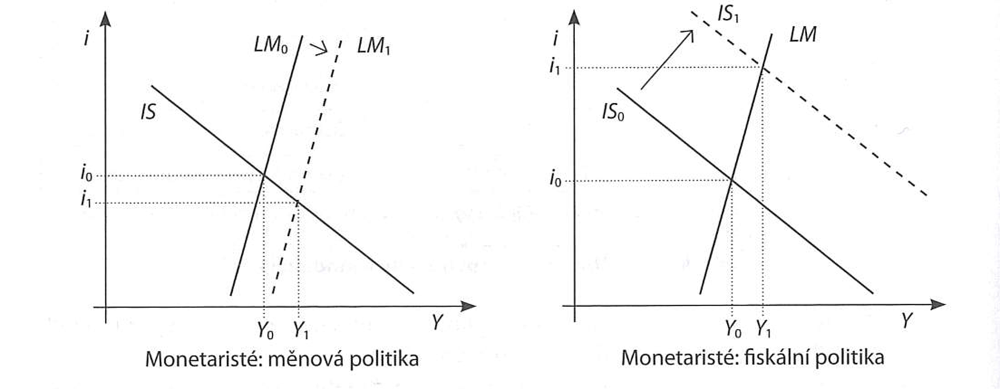 i
LM₀
LM₁
IS
i₀
i₁
Y₀
Y₁
Y
Monetaristé: měnová politika
IS₁
i
LM
i₁
IS₀
i₀
Y₀
Y₁
Y
Monetaristé: fiskální politika